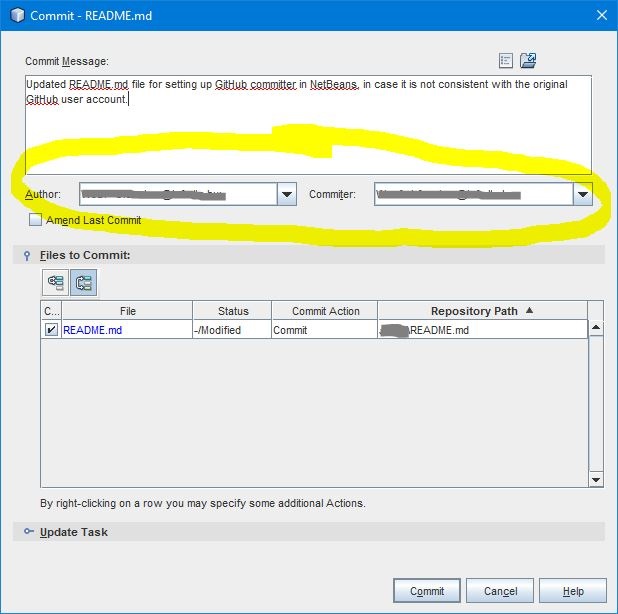 Commit - README.md
Commit Message:
Updated README.md file for setting up GitHub committer in NetBeans, in case it is not consistent with the original
GitHub user account.
Author: Commiter:
Amend Last Commit
Files to Commit:
C... File Status Commit Action Repository Path
README.md -/Modified Commit \README.md
By right-clicking on a row you may specify some additional Actions.
Update Task
Commit Cancel Help